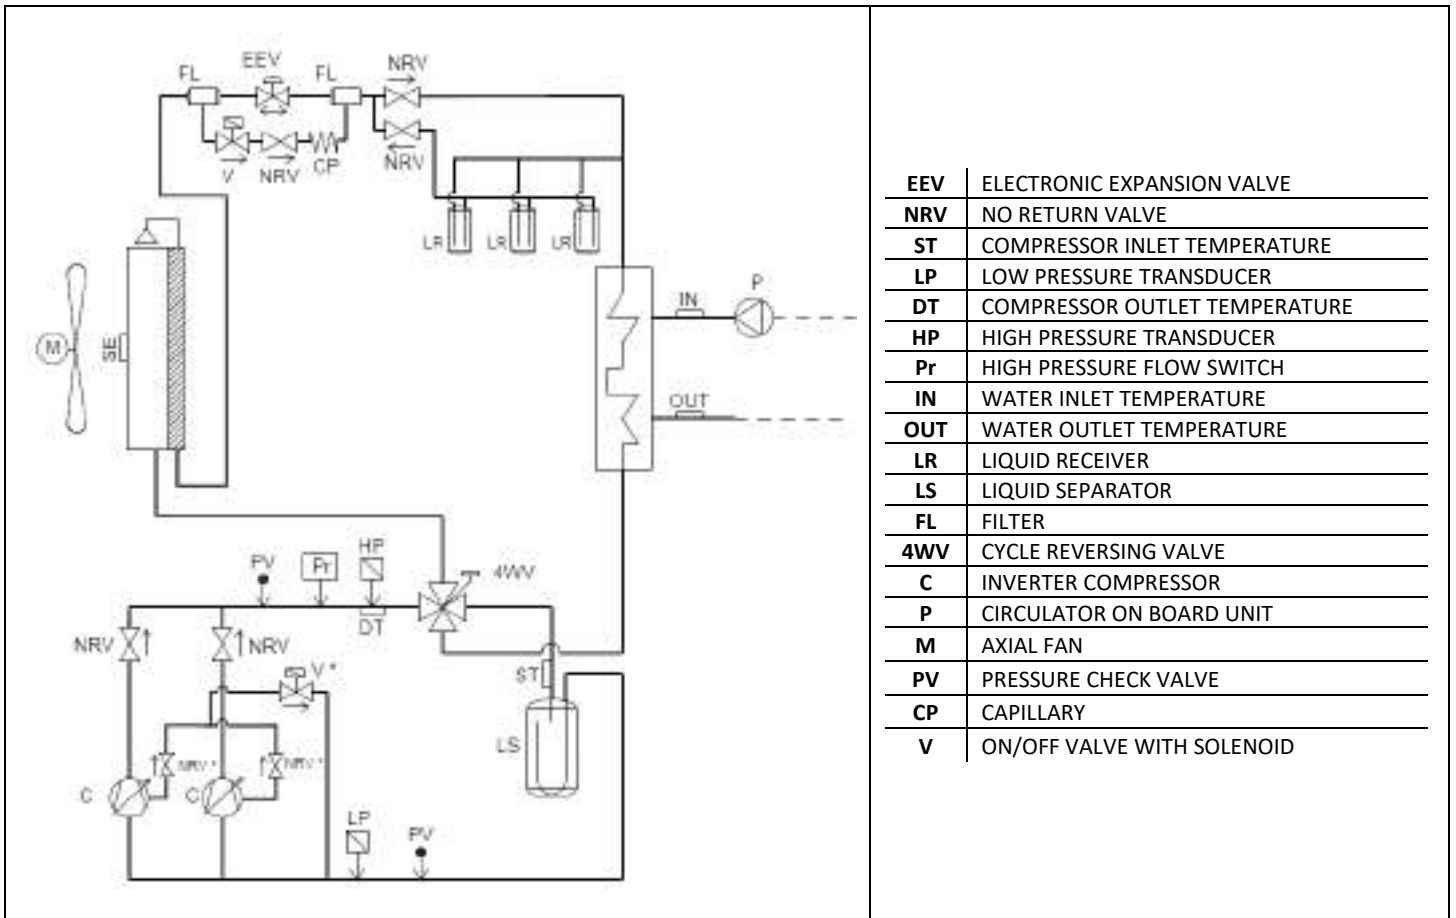 EEV
FL
FL
NRV
V
NRV
CP
NRV
LR
LR
LR
P
IN
M
SE
OUT
HP
PV
Pr
4WV
DT
NRV
NRV
V *
ST
LS
NRV *
NRV *
C
C
LP
PV
EEV ELECTRONIC EXPANSION VALVE
NRV NO RETURN VALVE
ST COMPRESSOR INLET TEMPERATURE
LP LOW PRESSURE TRANSDUCER
DT COMPRESSOR OUTLET TEMPERATURE
HP HIGH PRESSURE TRANSDUCER
Pr HIGH PRESSURE FLOW SWITCH
IN WATER INLET TEMPERATURE
OUT WATER OUTLET TEMPERATURE
LR LIQUID RECEIVER
LS LIQUID SEPARATOR
FL FILTER
4WV CYCLE REVERSING VALVE
C INVERTER COMPRESSOR
P CIRCULATOR ON BOARD UNIT
M AXIAL FAN
PV PRESSURE CHECK VALVE
CP CAPILLARY
V ON/OFF VALVE WITH SOLENOID